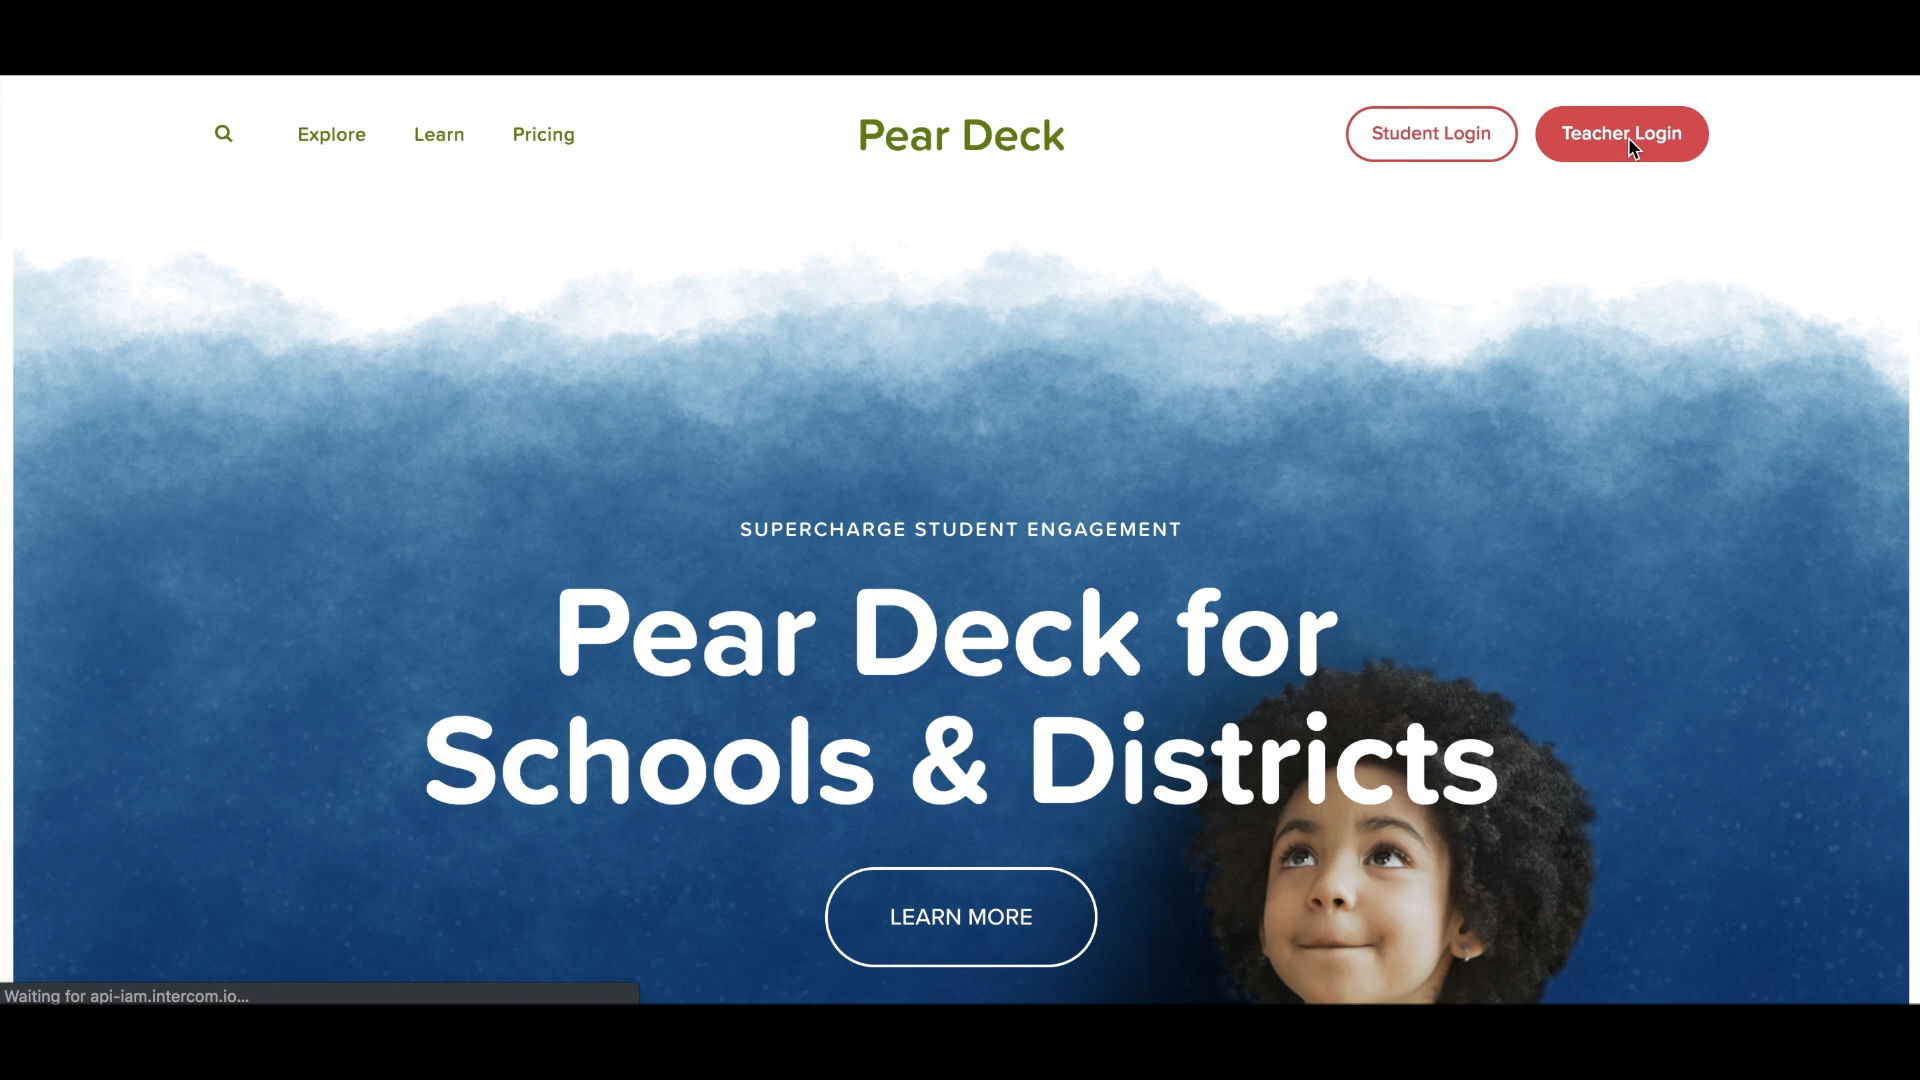 Explore Learn Pricing Pear Deck Student Login Teacher Login
SUPERCHARGE STUDENT ENGAGEMENT
Pear Deck for
Schools & Districts
LEARN MORE
Waiting for api-iam.intercom.io...